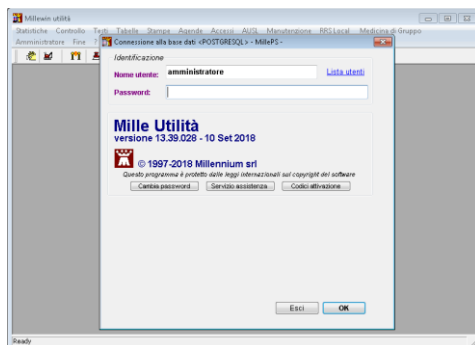 Millewin utilità
Statistiche Controllo Testi Tabelle Stampe Agende Accessi AUSL Manutenzione RRS Local Medicina di Gruppo
Amministratore Fine ?
Connessione alla base dati <POSTGRESQL> - MillePS -
Identificazione
Nome utente: amministratore Lista utenti
Password:
Mille Utilità
versione 13.39.028 - 10 Set 2018
© 1997-2018 Millennium srl
Questo programma è protetto dalle leggi internazionali sul copyright del software
Cambia password Servizio assistenza Codici attivazione
Esci OK
Ready